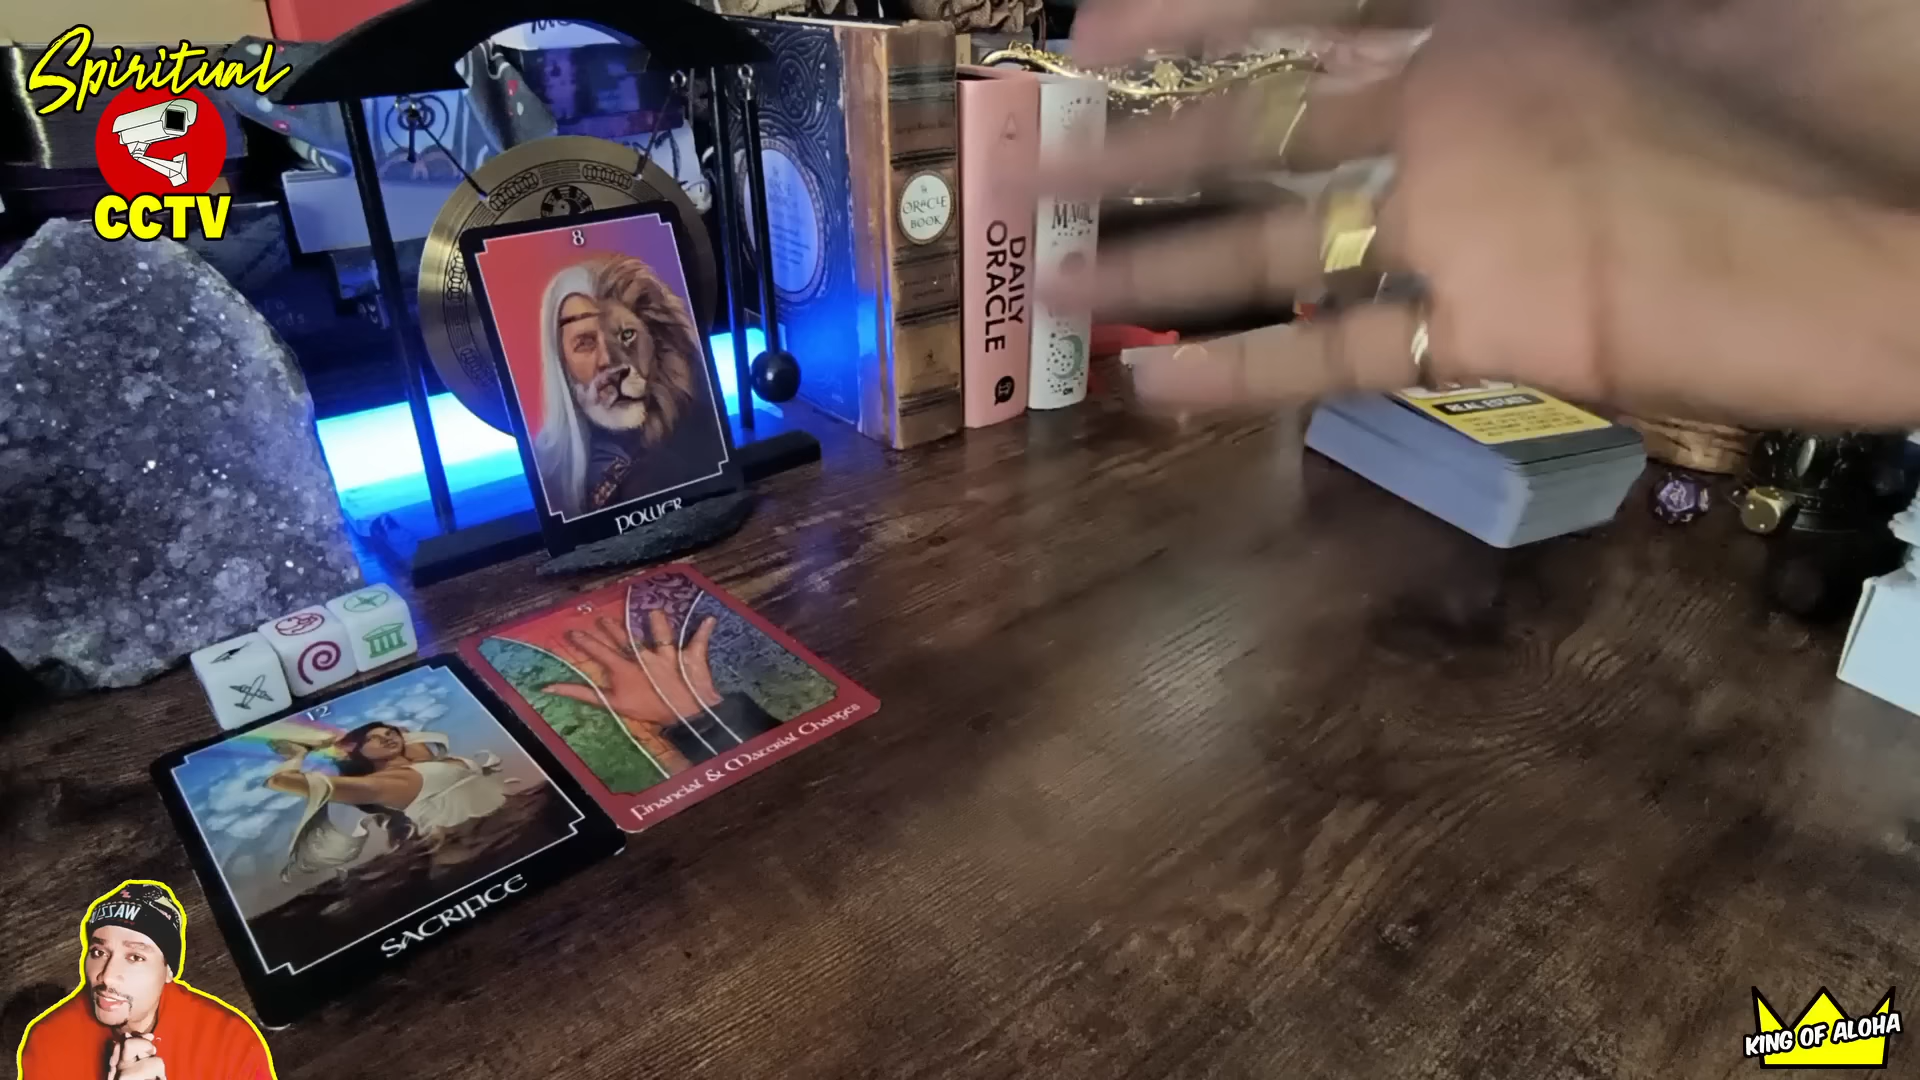 Spiritual
CCTV
8
POWER
ORACLE
BOOK
DAILY
ORACLE
MAGIC
REAL ESTATE
5
Financial & Material Changes
12
SACRIFICE
KING OF ALOHA